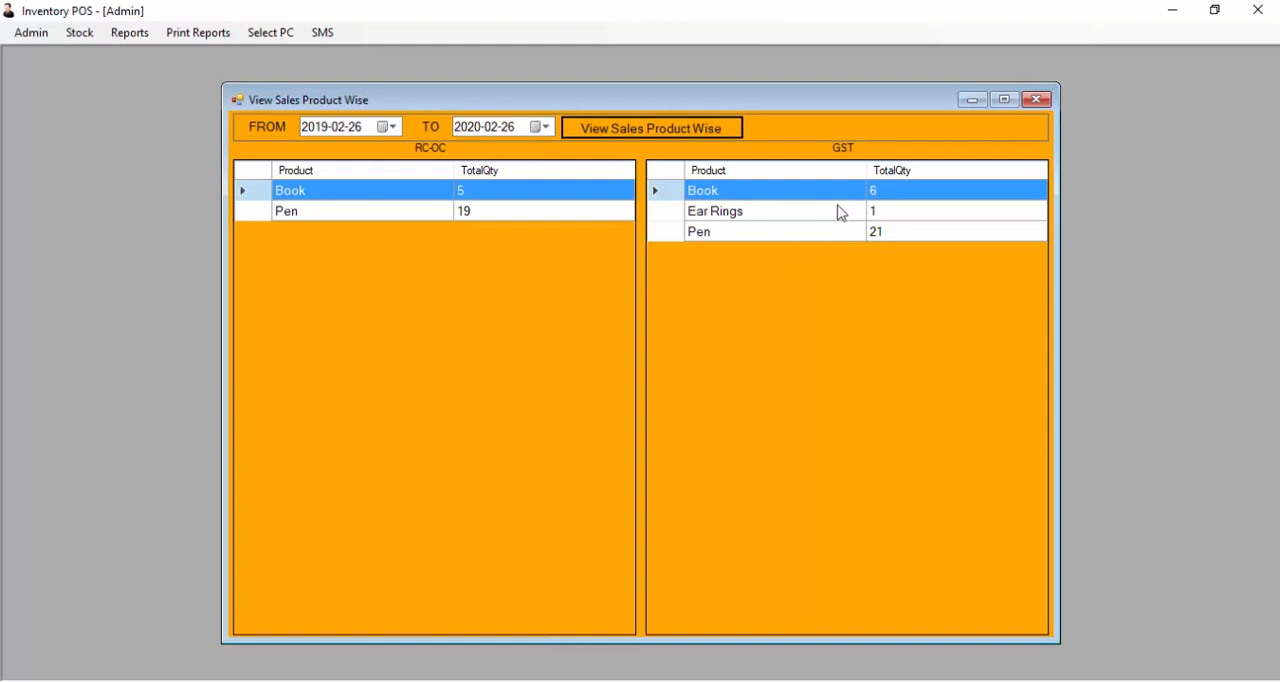 Inventory POS - [Admin]
Admin Stock Reports Print Reports Select PC SMS
View Sales Product Wise
FROM 2019-02-26 TO 2020-02-26 View Sales Product Wise
RC-OC
Product TotalQty
Book 5
Pen 19
GST
Product TotalQty
Book 6
Ear Rings 1
Pen 21